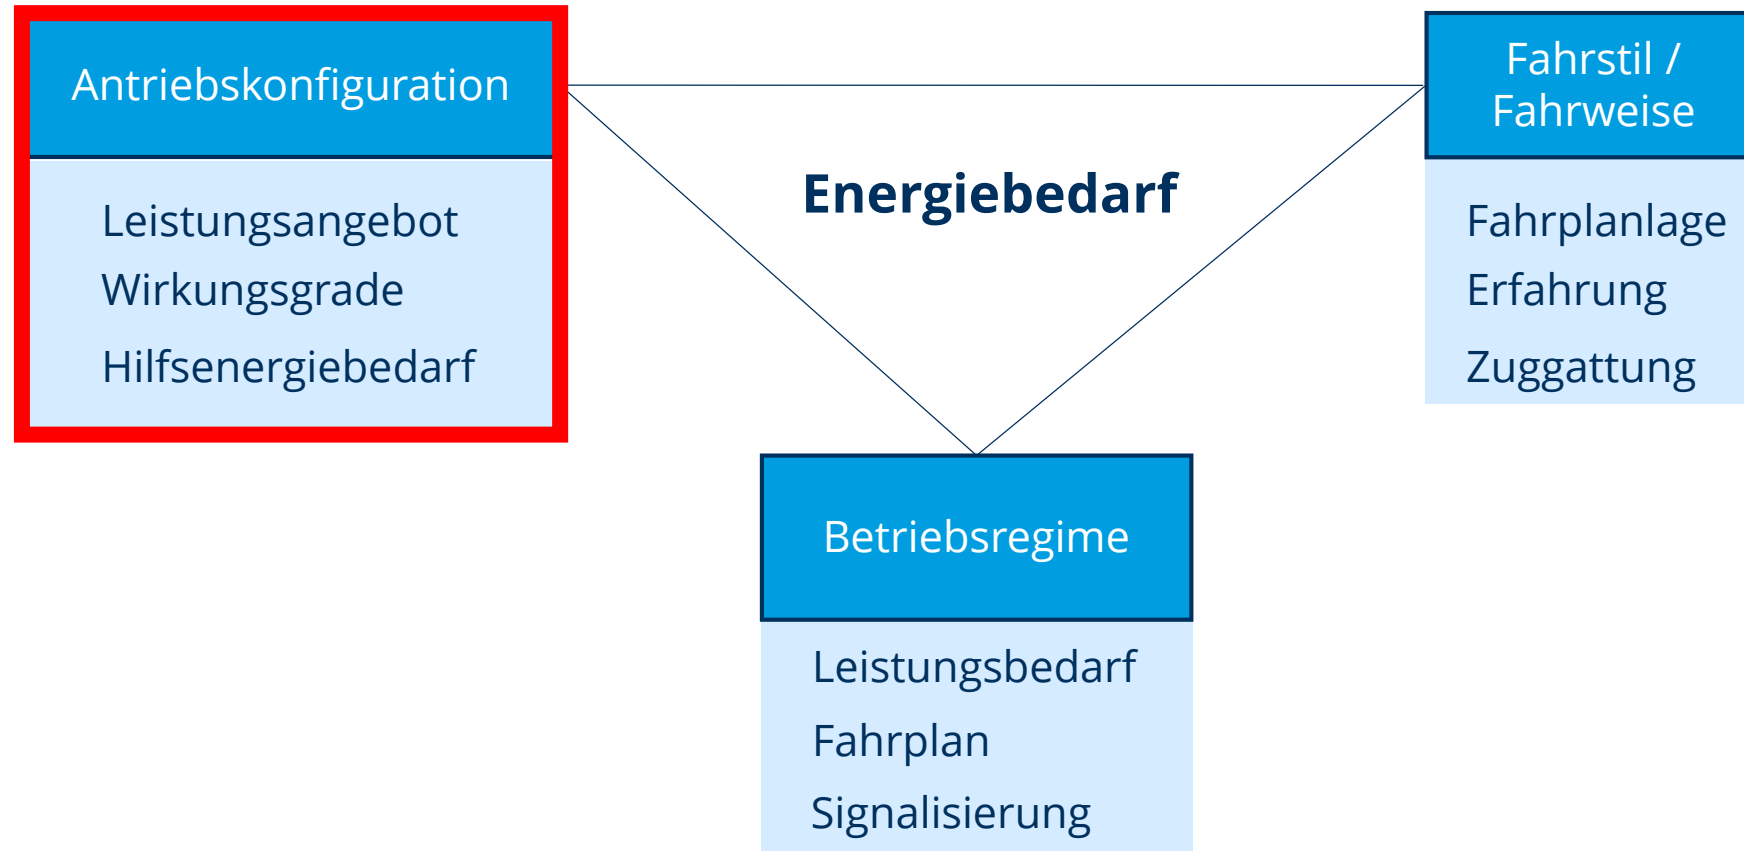 Antriebskonfiguration
Leistungsangebot
Wirkungsgrade
Hilfsenergiebedarf
Energiebedarf
Fahrstil /
Fahrweise
Fahrplanlage
Erfahrung
Zuggattung
Betriebsregime
Leistungsbedarf
Fahrplan
Signalisierung